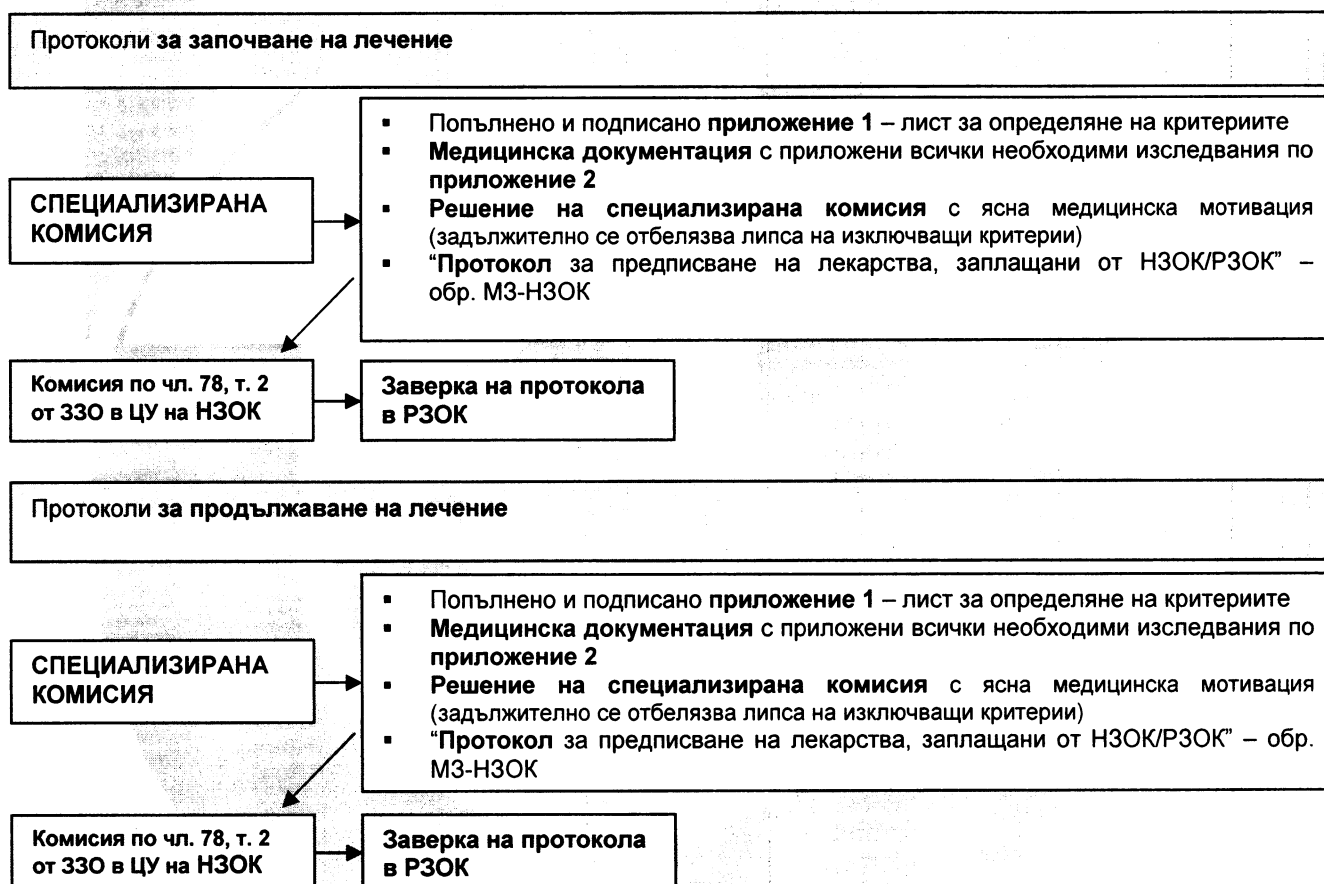 Протоколи за започване на лечение
СПЕЦИАЛИЗИРАНА
КОМИСИЯ
▪ Попълнено и подписано приложение 1 – лист за определяне на критериите
▪ Медицинска документация с приложени всички необходими изследвания по
приложение 2
▪ Решение на специализирана комисия с ясна медицинска мотивация
(задължително се отбелязва липса на изключващи критерии)
▪ “Протокол за предписване на лекарства, заплащани от НЗОК/РЗОК” –
обр. МЗ-НЗОК
Комисия по чл. 78, т. 2
от ЗЗО в ЦУ на НЗОК
Заверка на протокола
в РЗОК
Протоколи за продължаване на лечение
СПЕЦИАЛИЗИРАНА
КОМИСИЯ
▪ Попълнено и подписано приложение 1 – лист за определяне на критериите
▪ Медицинска документация с приложени всички необходими изследвания по
приложение 2
▪ Решение на специализирана комисия с ясна медицинска мотивация
(задължително се отбелязва липса на изключващи критерии)
▪ “Протокол за предписване на лекарства, заплащани от НЗОК/РЗОК” – обр.
МЗ-НЗОК
Комисия по чл. 78, т. 2
от ЗЗО в ЦУ на НЗОК
Заверка на протокола
в РЗОК